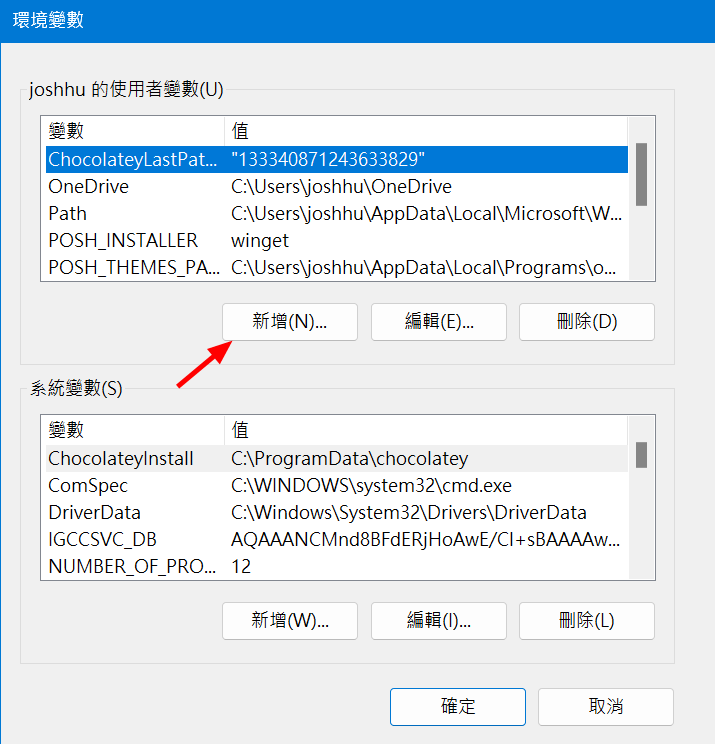 環境變數
joshhu 的使用者變數(U)
變數 值
ChocolateyLastPat... "133340871243633829"
OneDrive C:\Users\joshhu\OneDrive
Path C:\Users\joshhu\AppData\Local\Microsoft\W...
POSH_INSTALLER winget
POSH_THEMES_PA... C:\Users\joshhu\AppData\Local\Programs\o...
新增(N)... 編輯(E)... 刪除(D)
系統變數(S)
變數 值
ChocolateyInstall C:\ProgramData\chocolatey
ComSpec C:\WINDOWS\system32\cmd.exe
DriverData C:\Windows\System32\Drivers\DriverData
IGCCSVC_DB AQAAANCMnd8BFdERjHoAwE/Cl+sBAAAAw...
NUMBER_OF_PRO... 12
新增(W)... 編輯(I)... 刪除(L)
確定 取消